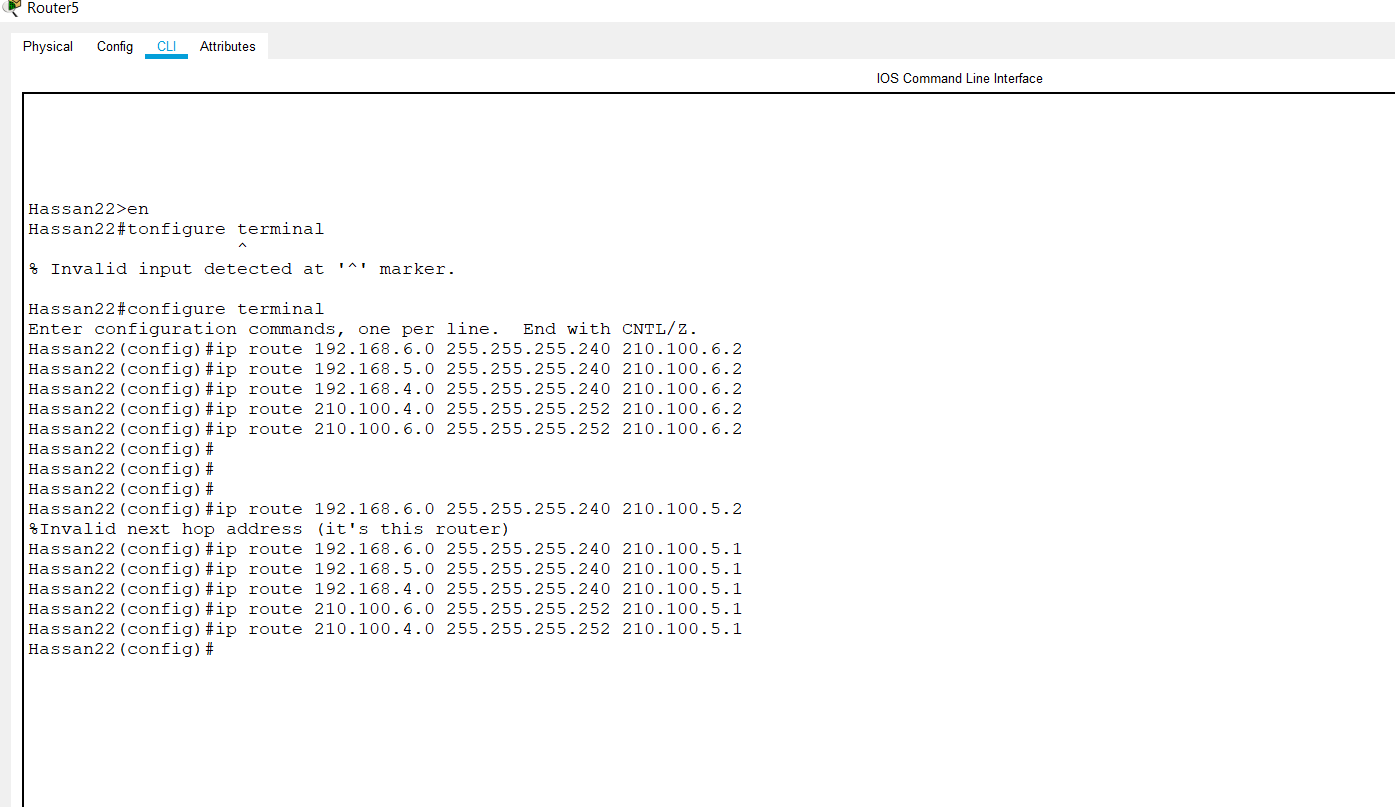 Router5
Physical Config CLI Attributes
IOS Command Line Interface
Hassan22>en
Hassan22#tonfigure terminal
^
% Invalid input detected at '^' marker.
Hassan22#configure terminal
Enter configuration commands, one per line.  End with CNTL/Z.
Hassan22(config)#ip route 192.168.6.0 255.255.255.240 210.100.6.2
Hassan22(config)#ip route 192.168.5.0 255.255.255.240 210.100.6.2
Hassan22(config)#ip route 192.168.4.0 255.255.255.240 210.100.6.2
Hassan22(config)#ip route 210.100.4.0 255.255.255.252 210.100.6.2
Hassan22(config)#ip route 210.100.6.0 255.255.255.252 210.100.6.2
Hassan22(config)#
Hassan22(config)#
Hassan22(config)#
Hassan22(config)#ip route 192.168.6.0 255.255.255.240 210.100.5.2
%Invalid next hop address (it's this router)
Hassan22(config)#ip route 192.168.6.0 255.255.255.240 210.100.5.1
Hassan22(config)#ip route 192.168.5.0 255.255.255.240 210.100.5.1
Hassan22(config)#ip route 192.168.4.0 255.255.255.240 210.100.5.1
Hassan22(config)#ip route 210.100.6.0 255.255.255.252 210.100.5.1
Hassan22(config)#ip route 210.100.4.0 255.255.255.252 210.100.5.1
Hassan22(config)#